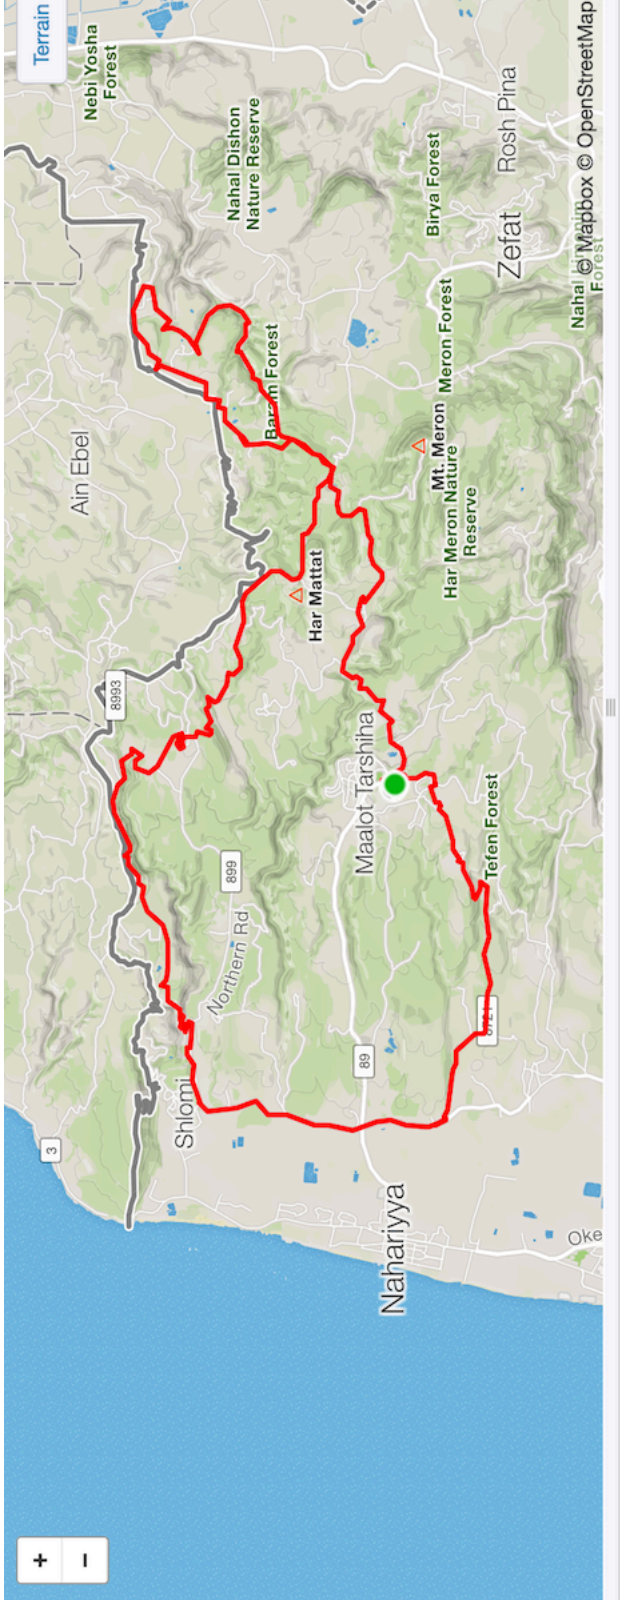 +
−
Terrain
3
Nebi Yosha
Forest
Ain Ebel
8993
Shlomi
Northern Rd
899
Nahal Dishon
Nature Reserve
Baram Forest
Har Mattat
Maalot Tarshiha
89
Nahariyya
Birya Forest
Mt. Meron
Meron Forest
Har Meron Nature
Reserve
Tefen Forest
Rosh Pina
Zefat
Oke
Nahal
Forest
© Mapbox © OpenStreetMap